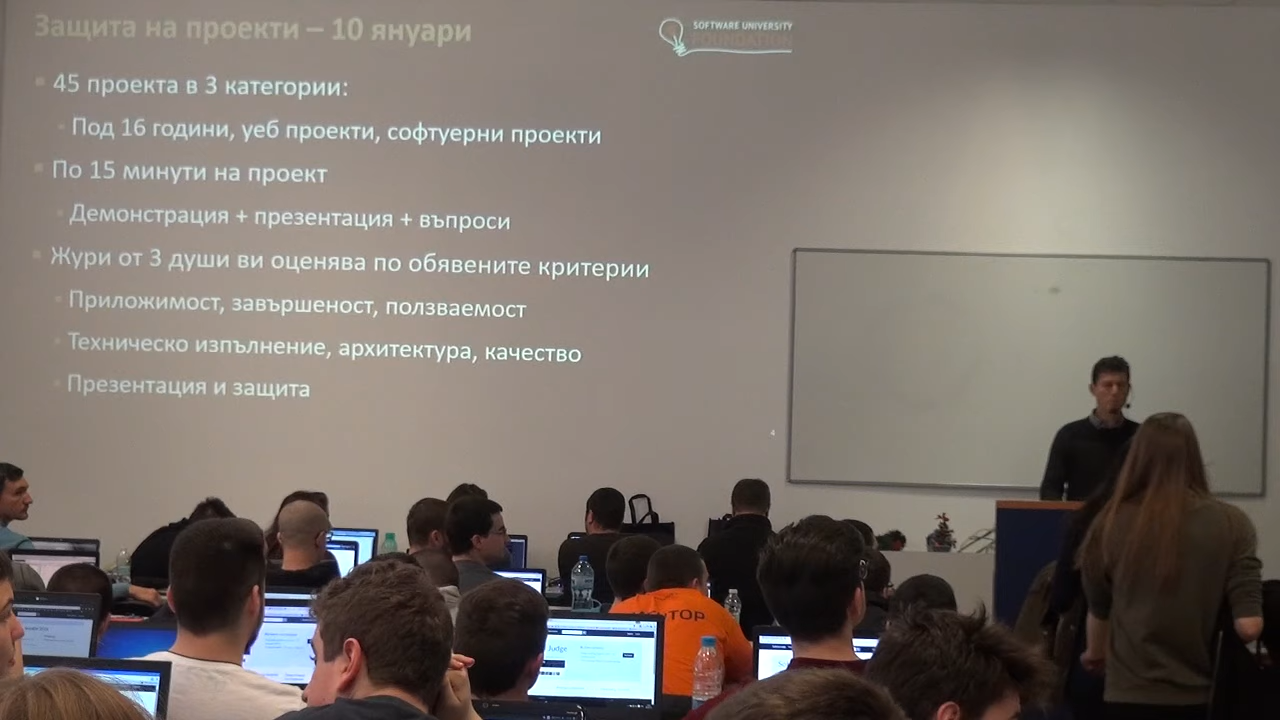 Защита на проекти – 10 януари
SOFTWARE UNIVERSITY
FOUNDATION
45 проекта в 3 категории:
Под 16 години, уеб проекти, софтуерни проекти
По 15 минути на проект
Демонстрация + презентация + въпроси
Жури от 3 души ви оценява по обявените критерии
Приложимост, завършеност, ползваемост
Техническо изпълнение, архитектура, качество
Презентация и защита
4
Judge